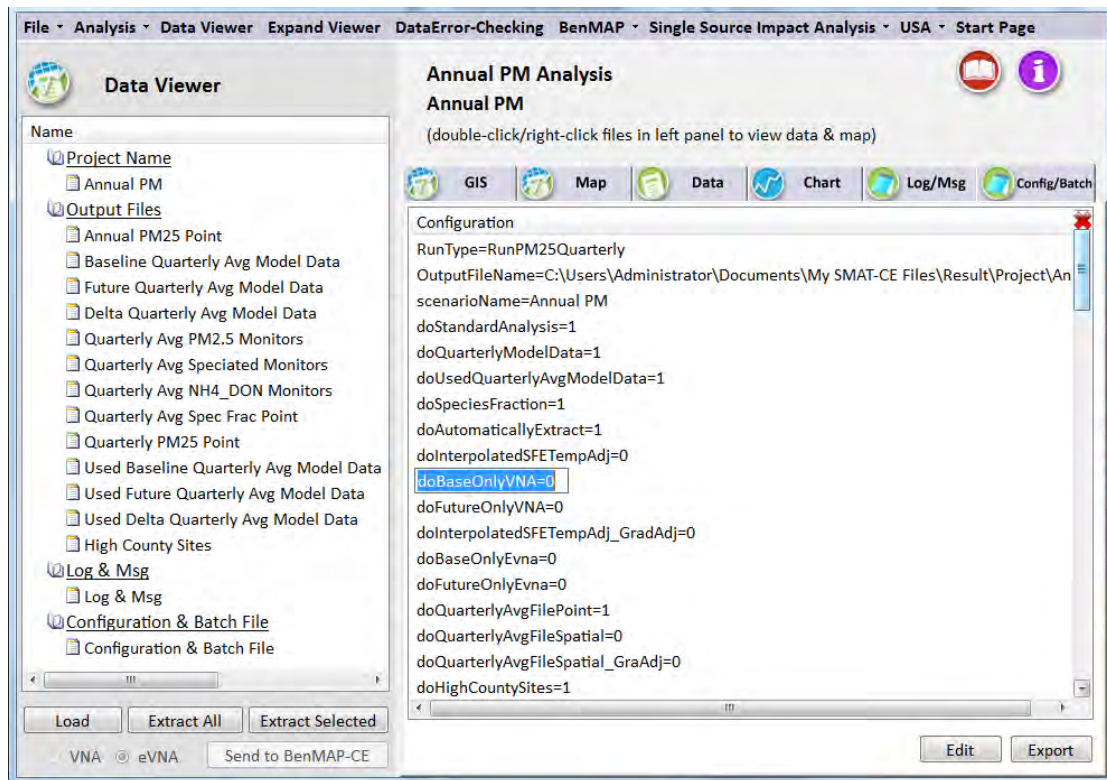 File Analysis Data Viewer Expand Viewer DataError-Checking BenMAP Single Source Impact Analysis USA Start Page
Data Viewer
Name
Project Name
Annual PM
Output Files
Annual PM25 Point
Baseline Quarterly Avg Model Data
Future Quarterly Avg Model Data
Delta Quarterly Avg Model Data
Quarterly Avg PM2.5 Monitors
Quarterly Avg Speciated Monitors
Quarterly Avg NH4_DON Monitors
Quarterly Avg Spec Frac Point
Quarterly PM25 Point
Used Baseline Quarterly Avg Model Data
Used Future Quarterly Avg Model Data
Used Delta Quarterly Avg Model Data
High County Sites
Log & Msg
Log & Msg
Configuration & Batch File
Configuration & Batch File
Load Extract All Extract Selected
VNA eVNA Send to BenMAP-CE
Annual PM Analysis
Annual PM
(double-click/right-click files in left panel to view data & map)
GIS Map Data Chart Log/Msg Config/Batch
Configuration
RunType=RunPM25Quarterly
OutputFileName=C:\Users\Administrator\Documents\My SMAT-CE Files\Result\Project\An
scenarioName=Annual PM
doStandardAnalysis=1
doQuarterlyModelData=1
doUsedQuarterlyAvgModelData=1
doSpeciesFraction=1
doAutomaticallyExtract=1
doInterpolatedSFETempAdj=0
doBaseOnlyVNA=0
doFutureOnlyVNA=0
doInterpolatedSFETempAdj_GradAdj=0
doBaseOnlyEvna=0
doFutureOnlyEvna=0
doQuarterlyAvgFilePoint=1
doQuarterlyAvgFileSpatial=0
doQuarterlyAvgFileSpatial_GraAdj=0
doHighCountySites=1
Edit Export